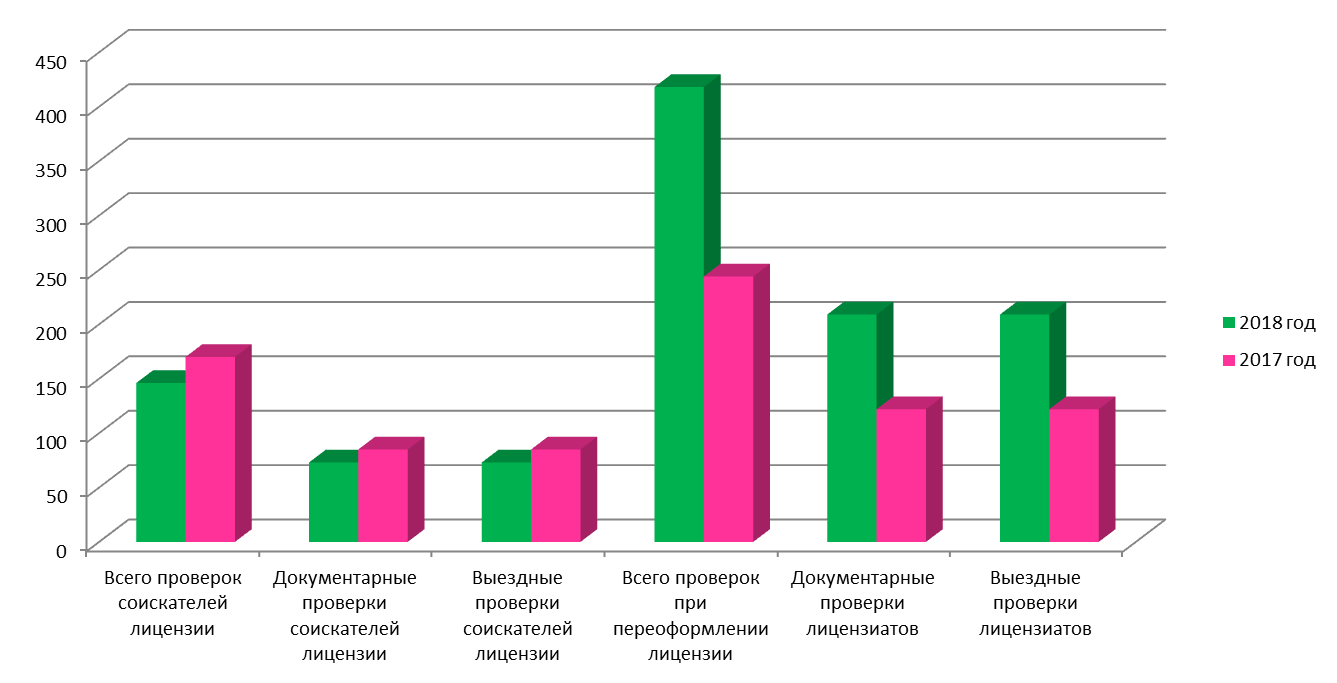 450
400
350
300
250
200
150
100
50
0
Всего проверок
соискателей
лицензии
Документарные
проверки
соискателей
лицензии
Выездные
проверки
соискателей
лицензии
Всего проверок
при
переоформлении
лицензии
Документарные
проверки
лицензиатов
Выездные
проверки
лицензиатов
2018 год
2017 год